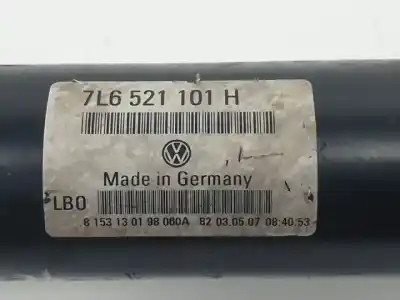 7L6 521 101 H
Made in Germany
LB0
8 153 13 01 98 080A 82 03.05.07 08:40:53